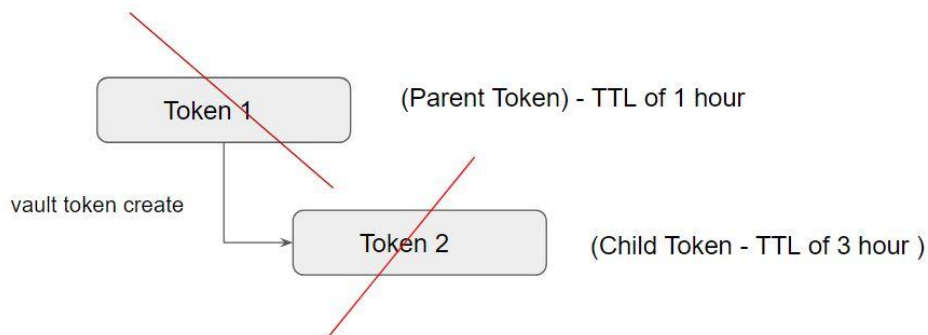 Token 1
(Parent Token) - TTL of 1 hour
vault token create
Token 2
(Child Token - TTL of 3 hour )